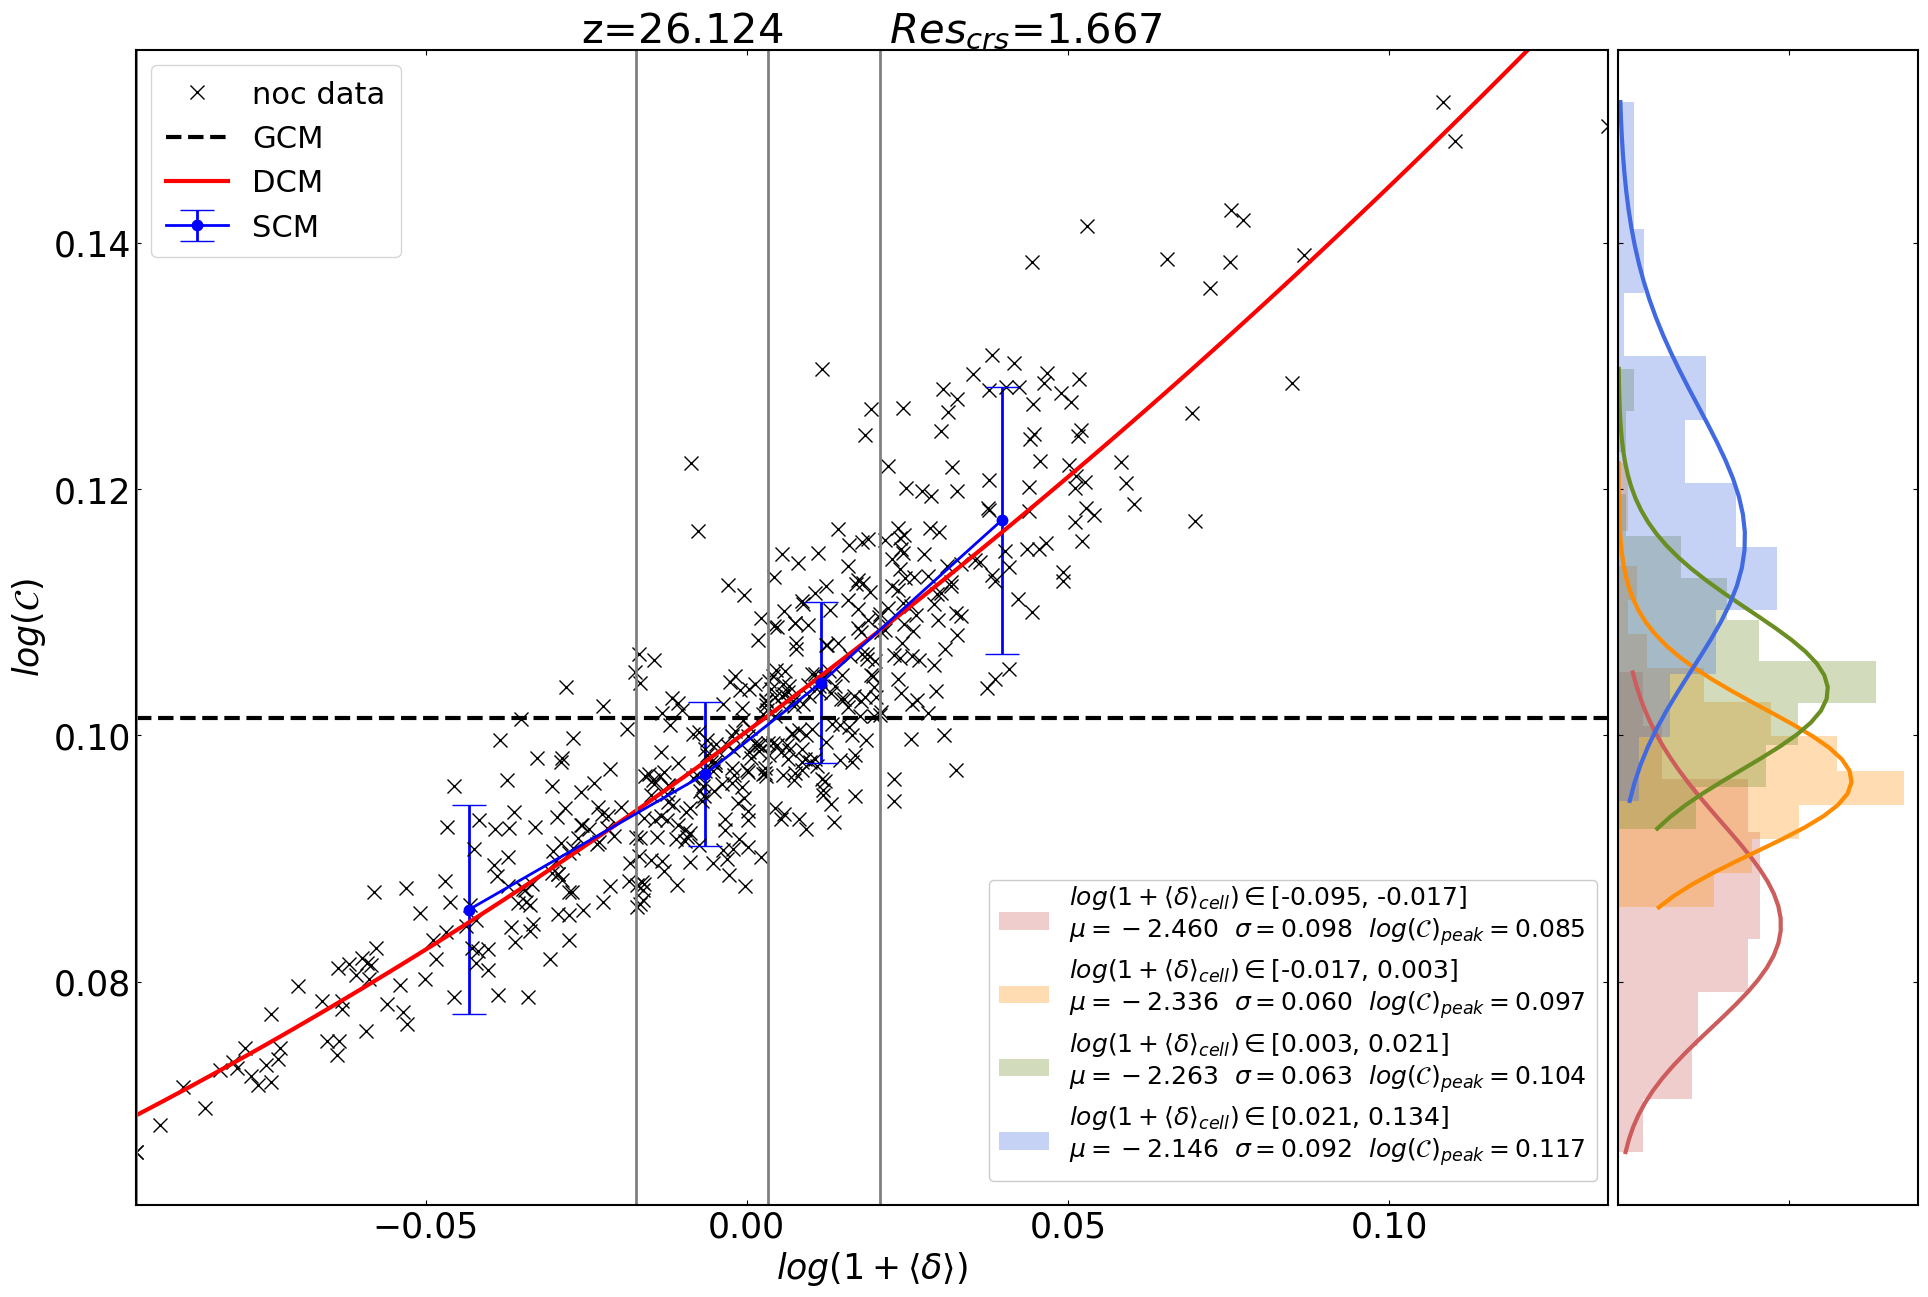 z=26.124 Res_crs=1.667
noc data
GCM
DCM
SCM
0.14
0.12
0.10
0.08
log(𝒞)
log(1 + ⟨δ⟩_cell) ∈ [-0.095, -0.017]
μ = −2.460 σ = 0.098 log(𝒞)_peak = 0.085
log(1 + ⟨δ⟩_cell) ∈ [-0.017, 0.003]
μ = −2.336 σ = 0.060 log(𝒞)_peak = 0.097
log(1 + ⟨δ⟩_cell) ∈ [0.003, 0.021]
μ = −2.263 σ = 0.063 log(𝒞)_peak = 0.104
log(1 + ⟨δ⟩_cell) ∈ [0.021, 0.134]
μ = −2.146 σ = 0.092 log(𝒞)_peak = 0.117
−0.05 0.00 0.05 0.10
log(1 + ⟨δ⟩)